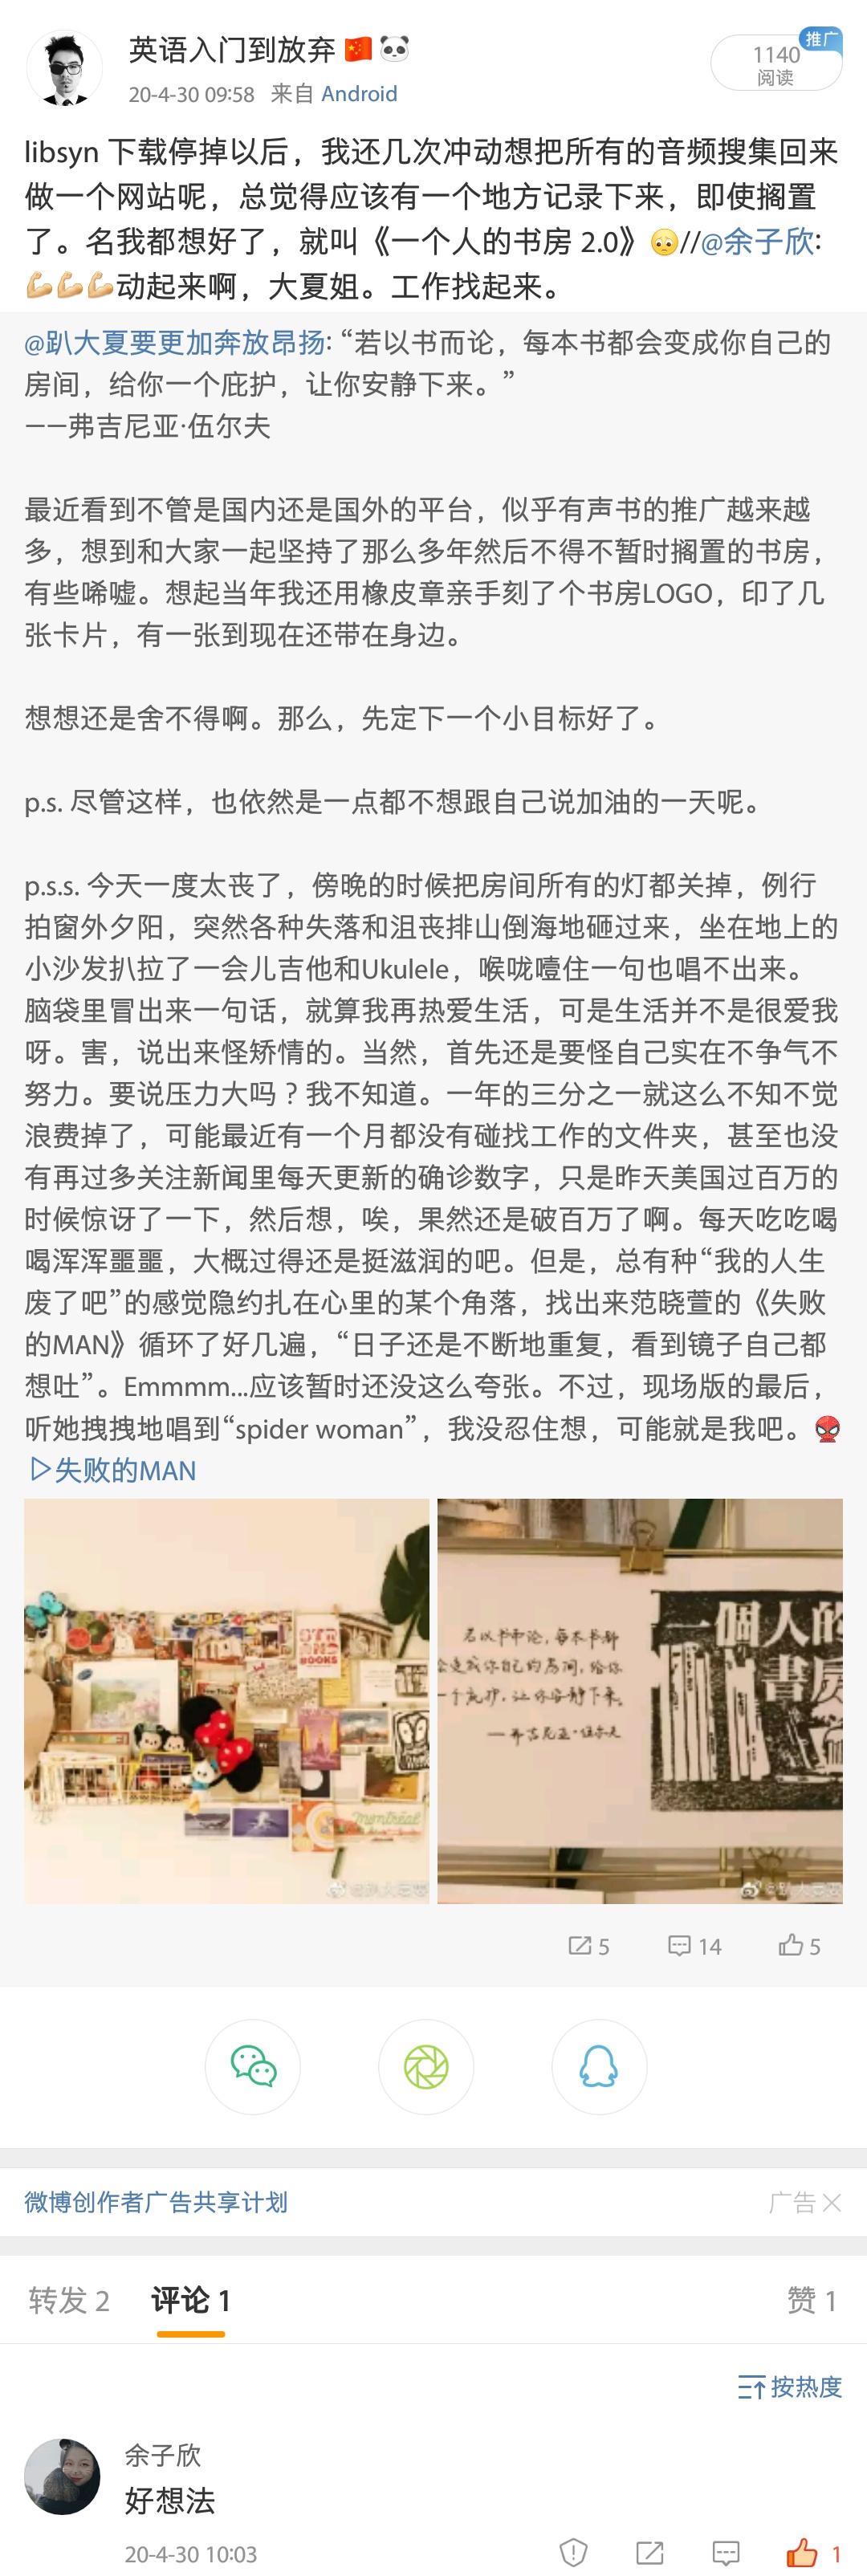 英语入门到放弃
推广
1140
阅读
20-4-30 09:58 来自 Android
libsyn 下载停掉以后，我还几次冲动想把所有的音频搜集回来
做一个网站呢，总觉得应该有一个地方记录下来，即使搁置
了。名我都想好了，就叫《一个人的书房 2.0》😳//@余子欣:
💪💪💪动起来啊，大夏姐。工作找起来。
@趴大夏要更加奔放昂扬: “若以书而论，每本书都会变成你自己的
房间，给你一个庇护，让你安静下来。”
——弗吉尼亚·伍尔夫
最近看到不管是国内还是国外的平台，似乎有声书的推广越来越
多，想到和大家一起坚持了那么多年然后不得不暂时搁置的书房，
有些唏嘘。想起当年我还用橡皮章亲手刻了个书房LOGO，印了几
张卡片，有一张到现在还带在身边。
想想还是舍不得啊。那么，先定下一个小目标好了。
p.s. 尽管这样，也依然是一点都不想跟自己说加油的一天呢。
p.s.s. 今天一度太丧了，傍晚的时候把房间所有的灯都关掉，例行
拍窗外夕阳，突然各种失落和沮丧排山倒海地砸过来，坐在地上的
小沙发扒拉了一会儿吉他和Ukulele，喉咙噎住一句也唱不出来。
脑袋里冒出来一句话，就算我再热爱生活，可是生活并不是很爱我
呀。害，说出来怪矫情的。当然，首先还是要怪自己实在不争气不
努力。要说压力大吗？我不知道。一年的三分之一就这么不知不觉
浪费掉了，可能最近有一个月都没有碰找工作的文件夹，甚至也没
有再过多关注新闻里每天更新的确诊数字，只是昨天美国过百万的
时候惊讶了一下，然后想，唉，果然还是破百万了啊。每天吃吃喝
喝浑浑噩噩，大概过得还是挺滋润的吧。但是，总有种“我的人生
废了吧”的感觉隐约扎在心里的某个角落，找出来范晓萱的《失败
的MAN》循环了好几遍，“日子还是不断地重复，看到镜子自己都
想吐”。Emmmm...应该暂时还没这么夸张。不过，现场版的最后，
听她拽拽地唱到“spider woman”，我没忍住想，可能就是我吧。
失败的MAN
STRAND
BOOKS
Montréal
若以书而论，每本书都
会变成你自己的房间，给你
一个庇护，让你安静下来。
—弗吉尼亚·伍尔夫
一個人的
書房
5 14 5
微博创作者广告共享计划 广告
转发 2 评论 1 赞 1
按热度
余子欣
好想法
20-4-30 10:03 1